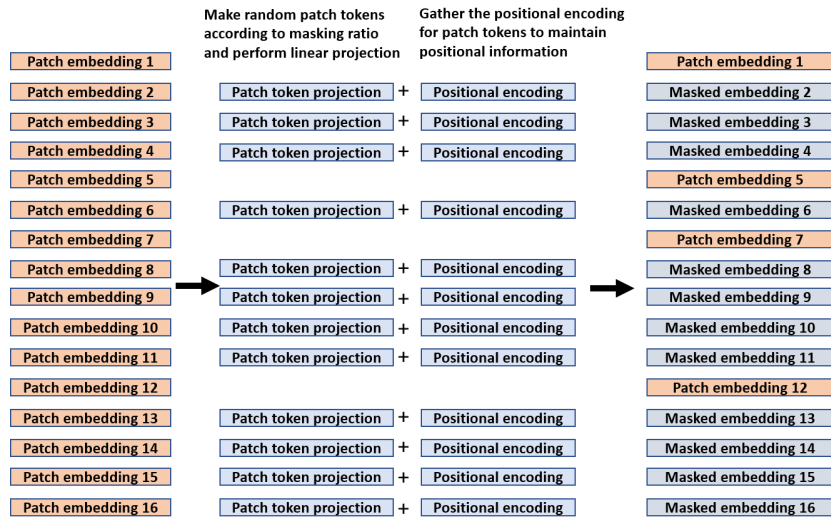 Make random patch tokens
according to masking ratio
and perform linear projection
Gather the positional encoding
for patch tokens to maintain
positional information
Patch embedding 1
Patch embedding 1
Patch embedding 2
Patch token projection + Positional encoding
Masked embedding 2
Patch embedding 3
Patch token projection + Positional encoding
Masked embedding 3
Patch embedding 4
Patch token projection + Positional encoding
Masked embedding 4
Patch embedding 5
Patch embedding 5
Patch embedding 6
Patch token projection + Positional encoding
Masked embedding 6
Patch embedding 7
Patch embedding 7
Patch embedding 8
Patch token projection + Positional encoding
Masked embedding 8
Patch embedding 9
Patch token projection + Positional encoding
Masked embedding 9
Patch embedding 10
Patch token projection + Positional encoding
Masked embedding 10
Patch embedding 11
Patch token projection + Positional encoding
Masked embedding 11
Patch embedding 12
Patch embedding 12
Patch embedding 13
Patch token projection + Positional encoding
Masked embedding 13
Patch embedding 14
Patch token projection + Positional encoding
Masked embedding 14
Patch embedding 15
Patch token projection + Positional encoding
Masked embedding 15
Patch embedding 16
Patch token projection + Positional encoding
Masked embedding 16